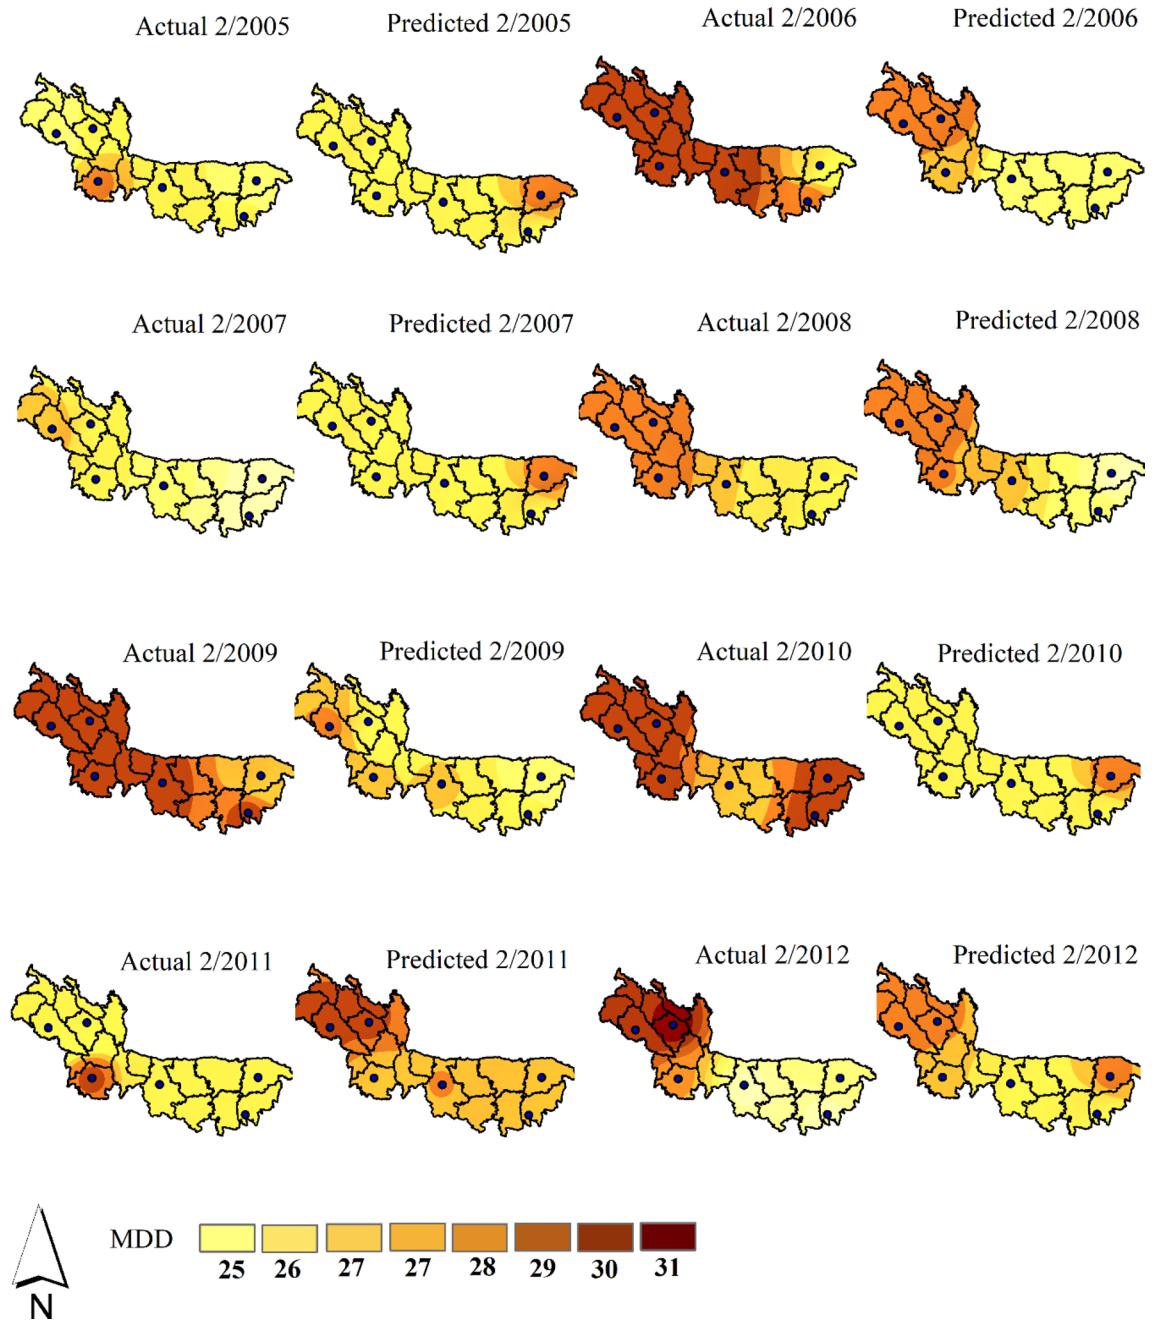 Actual 2/2005 Predicted 2/2005 Actual 2/2006 Predicted 2/2006
Actual 2/2007 Predicted 2/2007 Actual 2/2008 Predicted 2/2008
Actual 2/2009 Predicted 2/2009 Actual 2/2010 Predicted 2/2010
Actual 2/2011 Predicted 2/2011 Actual 2/2012 Predicted 2/2012
MDD
25 26 27 27 28 29 30 31
N